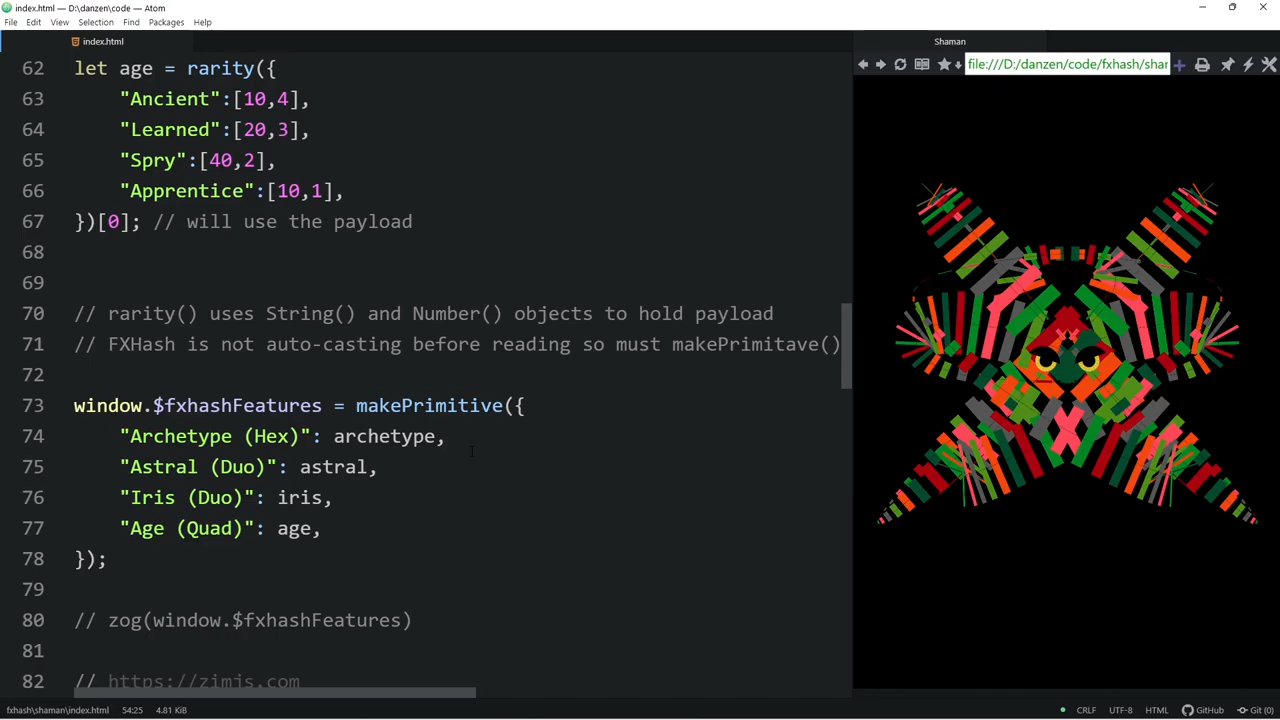 index.html — D:\danzen\code — Atom
File Edit View Selection Find Packages Help
index.html
Shaman
file:///D:/danzen/code/fxhash/shar
62 let age = rarity({
63 "Ancient":[10,4],
64 "Learned":[20,3],
65 "Spry":[40,2],
66 "Apprentice":[10,1],
67 })[0]; // will use the payload
68
69
70 // rarity() uses String() and Number() objects to hold payload
71 // FXHash is not auto-casting before reading so must makePrimitave()
72
73 window.$fxhashFeatures = makePrimitive({
74 "Archetype (Hex)": archetype,
75 "Astral (Duo)": astral,
76 "Iris (Duo)": iris,
77 "Age (Quad)": age,
78 });
79
80 // zog(window.$fxhashFeatures)
81
82 // https://zimjs.com
fxhash\shaman\index.html 54:25 4.81 KiB
CRLF UTF-8 HTML GitHub Git (0)